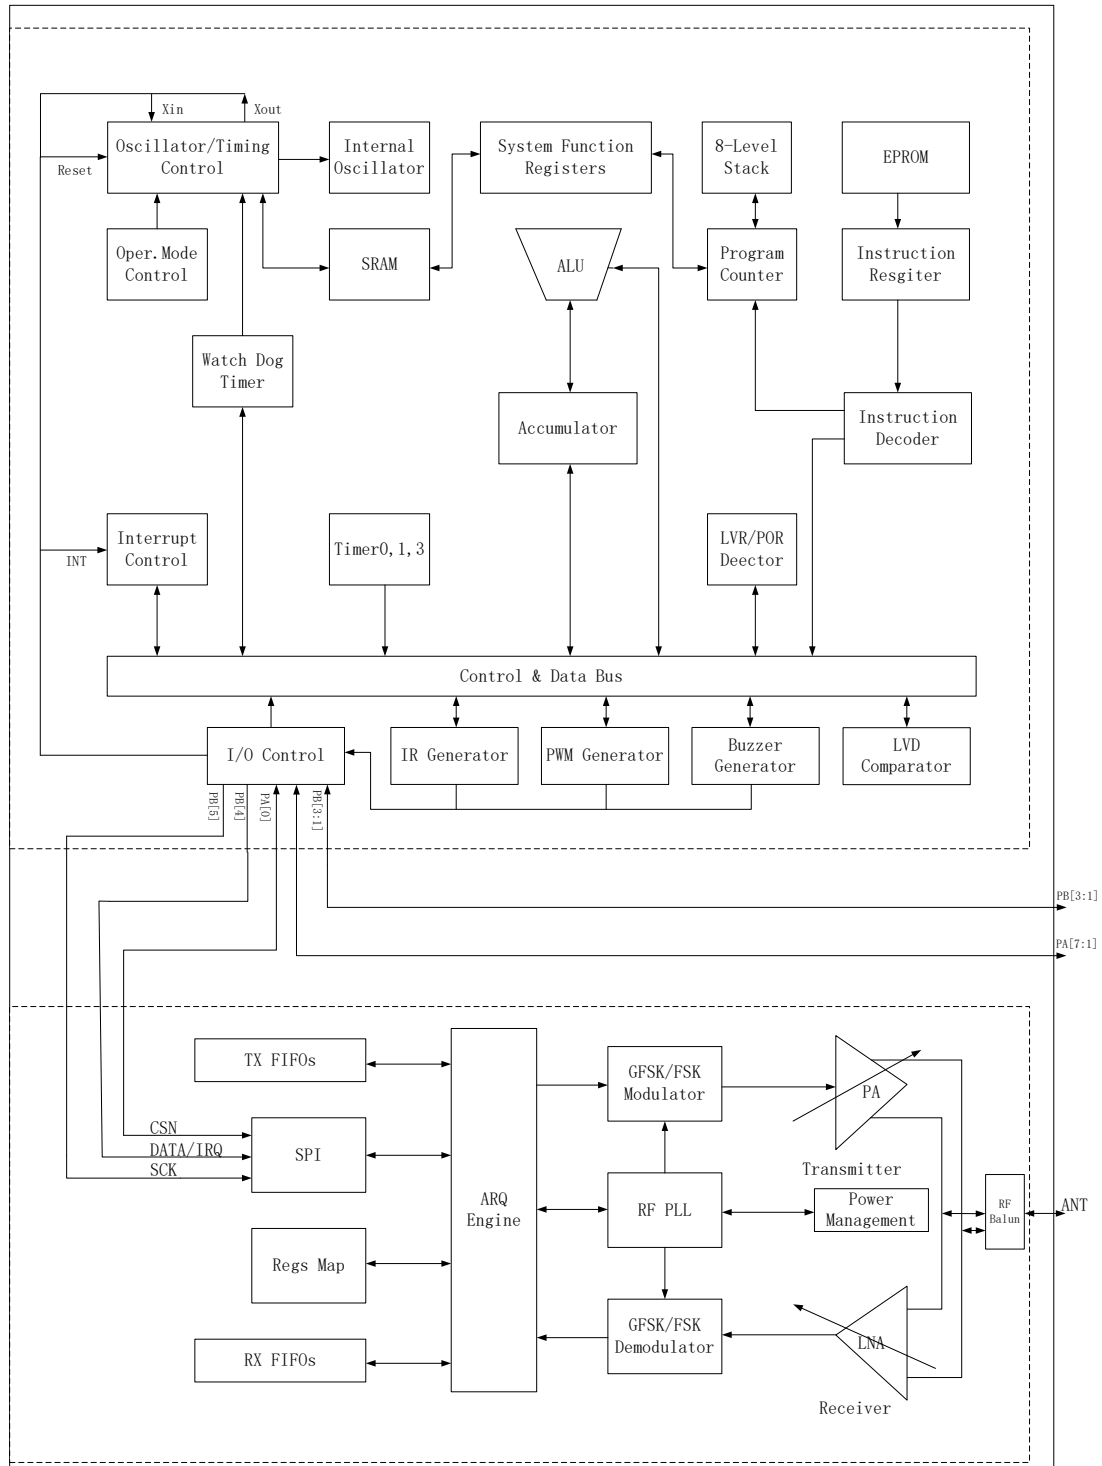 Xin
Xout
Reset
Oscillator/Timing
Control
Internal
Oscillator
System Function
Registers
8-Level
Stack
EPROM
Oper.Mode
Control
SRAM
ALU
Program
Counter
Instruction
Resgiter
Watch Dog
Timer
Accumulator
Instruction
Decoder
INT
Interrupt
Control
Timer0,1,3
LVR/POR
Deector
Control & Data Bus
I/O Control
IR Generator
PWM Generator
Buzzer
Generator
LVD
Comparator
PB[5]
PB[4]
PA[0]
PB[3:1]
PB[3:1]
PA[7:1]
TX FIFOs
GFSK/FSK
Modulator
PA
CSN
DATA/IRQ
SCK
SPI
Transmitter
ARQ
Engine
RF PLL
Power
Management
RF
Balun
ANT
Regs Map
GFSK/FSK
Demodulator
LNA
RX FIFOs
Receiver